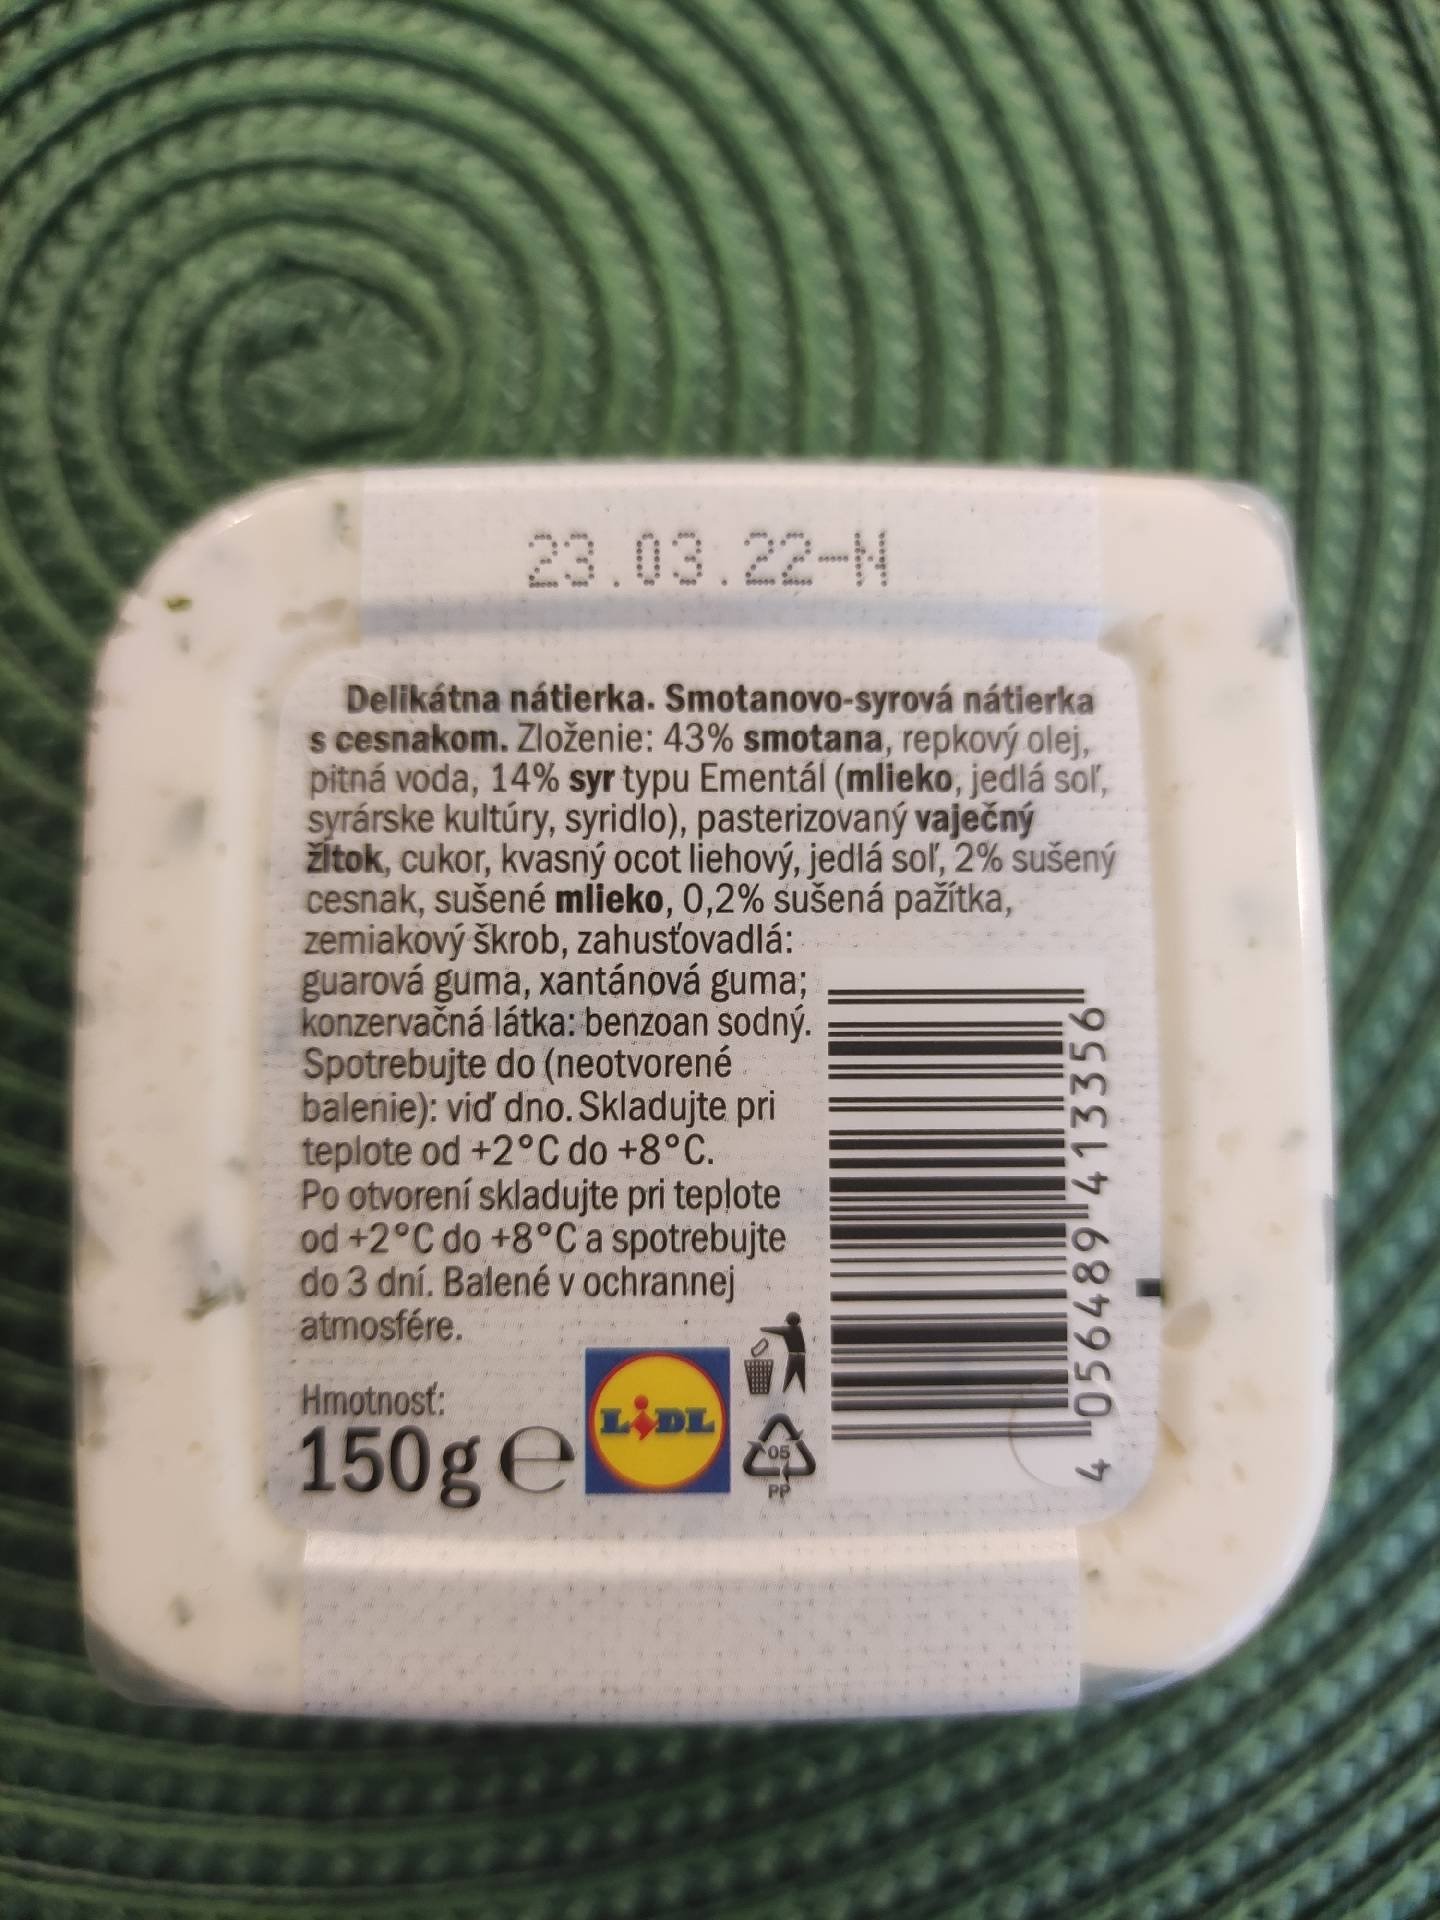 23.03.22-N
Delikátna nátierka. Smotanovo-syrová nátierka
s cesnakom. Zloženie: 43% smotana, repkový olej,
pitná voda, 14% syr typu Ementál (mlieko, jedlá soľ,
syrárske kultúry, syridlo), pasterizovaný vaječný
žĺtok, cukor, kvasný ocot liehový, jedlá soľ, 2% sušený
cesnak, sušené mlieko, 0,2% sušená pažítka,
zemiakový škrob, zahusťovadlá:
guarová guma, xantánová guma;
konzervačná látka: benzoan sodný.
Spotrebujte do (neotvorené
balenie): viď dno. Skladujte pri
teplote od +2°C do +8°C.
Po otvorení skladujte pri teplote
od +2°C do +8°C a spotrebujte
do 3 dní. Balené v ochrannej
atmosfére.
Hmotnosť:
150g e
LIDL
05
PP
4 056489 413356